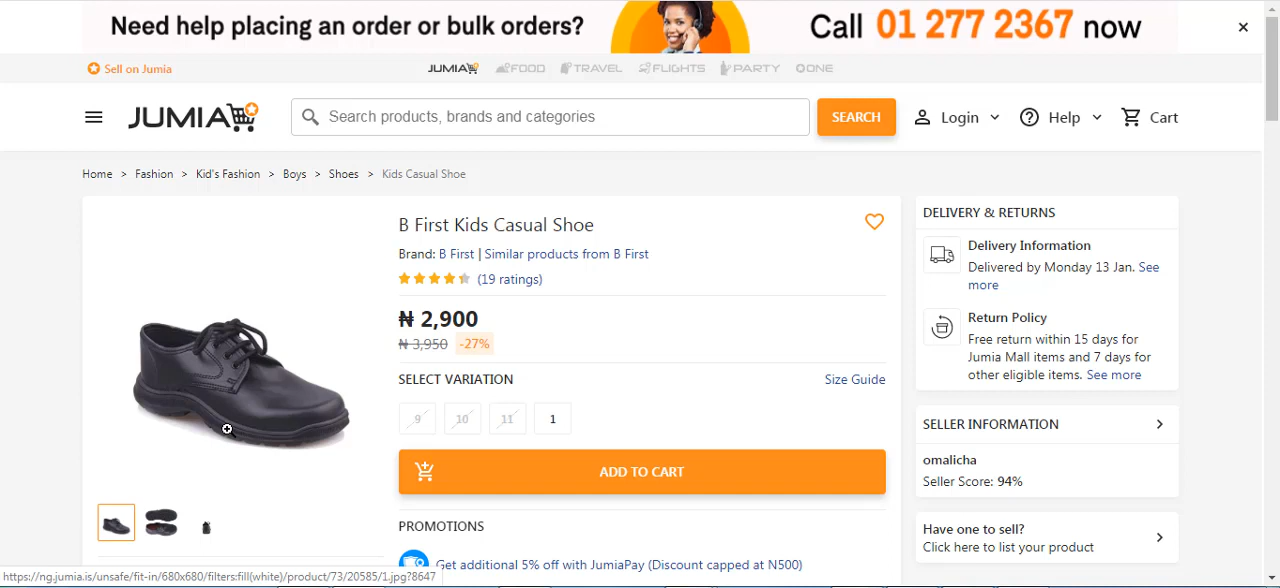 Need help placing an order or bulk orders?
Call 01 277 2367 now
Sell on Jumia
JUMIA
FOOD
TRAVEL
FLIGHTS
PARTY
ONE
JUMIA
Search products, brands and categories
SEARCH
Login
Help
Cart
Home > Fashion > Kid's Fashion > Boys > Shoes > Kids Casual Shoe
B First Kids Casual Shoe
Brand: B First | Similar products from B First
(19 ratings)
₦ 2,900
₦ 3,950 -27%
SELECT VARIATION
Size Guide
9 10 11 1
ADD TO CART
PROMOTIONS
Get additional 5% off with JumiaPay (Discount capped at N500)
DELIVERY & RETURNS
Delivery Information
Delivered by Monday 13 Jan. See
more
Return Policy
Free return within 15 days for
Jumia Mall items and 7 days for
other eligible items. See more
SELLER INFORMATION
omalicha
Seller Score: 94%
Have one to sell?
Click here to list your product
https://ng.jumia.is/unsafe/fit-in/680x680/filters:fill(white)/product/73/20585/1.jpg?8647